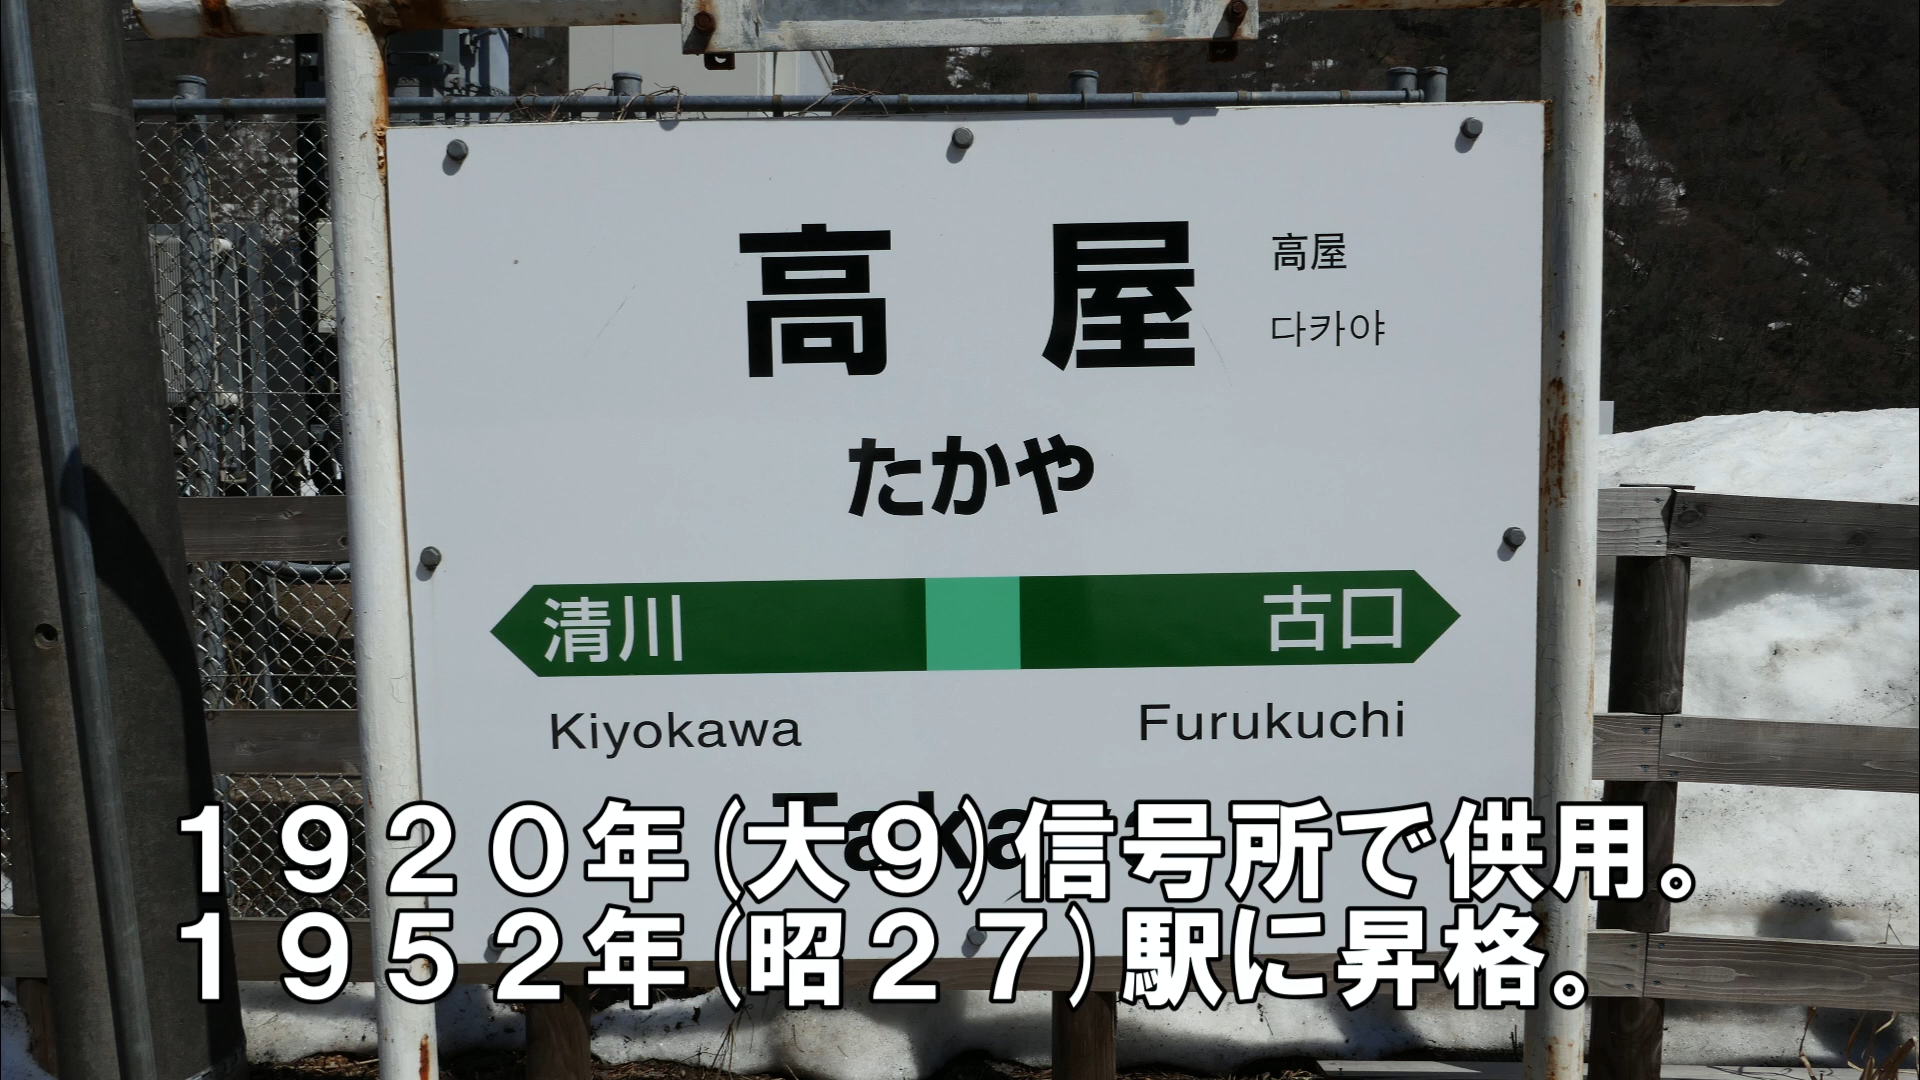 高屋
高屋
다카야
たかや
清川
古口
Kiyokawa
Furukuchi
Takaya
1920年(大9)信号所で供用。
1952年(昭27)駅に昇格。